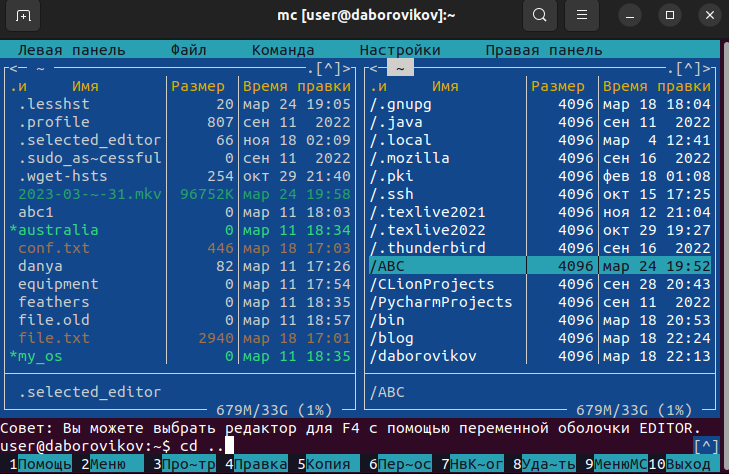 mc [user@daborovikov]:~
Левая панель Файл Команда Настройки Правая панель
<─ ~ .[^]> <─ ~ .[^]>
.и Имя Размер Время правки .и Имя Размер Время правки
.lesshst 20 мар 24 19:05 /.gnupg 4096 мар 18 18:04
.profile 807 сен 11 2022 /.java 4096 сен 11 2022
.selected_editor 66 ноя 18 02:09 /.local 4096 мар 4 12:41
.sudo_as~cessful 0 сен 11 2022 /.mozilla 4096 сен 16 2022
.wget-hsts 254 окт 29 21:40 /.pki 4096 фев 18 01:08
2023-03-~-31.mkv 96752K мар 24 19:58 /.ssh 4096 окт 15 17:25
abc1 0 мар 11 18:03 /.texlive2021 4096 ноя 12 21:04
*australia 0 мар 11 18:34 /.texlive2022 4096 окт 29 19:27
conf.txt 446 мар 18 17:03 /.thunderbird 4096 сен 16 2022
danya 82 мар 11 17:26 /ABC 4096 мар 24 19:52
equipment 0 мар 11 17:54 /CLionProjects 4096 сен 28 20:43
feathers 0 мар 11 18:35 /PycharmProjects 4096 сен 11 2022
file.old 0 мар 11 18:57 /bin 4096 мар 18 20:53
file.txt 2940 мар 18 17:01 /blog 4096 мар 18 22:24
*my_os 0 мар 11 18:35 /daborovikov 4096 мар 18 22:13
.selected_editor /ABC
679M/33G (1%) 679M/33G (1%)
Совет: Вы можете выбрать редактор для F4 с помощью переменной оболочки EDITOR.
user@daborovikov:~$ cd .. [^]
1Помощь 2Меню 3Про~тр 4Правка 5Копия 6Пер~ос 7НвК~ог 8Уда~ть 9МенюMC 10Выход